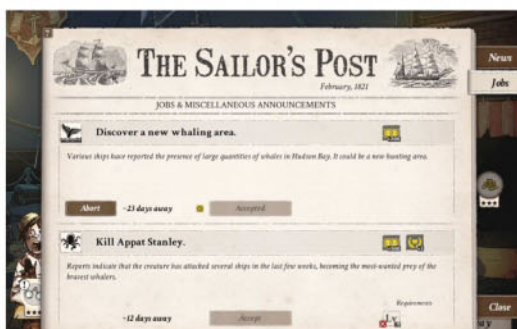 THE SAILOR'S POST
February, 1821
News
Jobs
JOBS & MISCELLANEOUS ANNOUNCEMENTS
Discover a new whaling area.
Various ships have reported the presence of large quantities of whales in Hudson Bay. It could be a new hunting area.
Abort ~23 days away Accepted
Kill Appat Stanley.
Reports indicate that the creature has attacked several ships in the last few weeks, becoming the most-wanted prey of the
bravest whalers.
Requirements
~12 days away Accept
Close